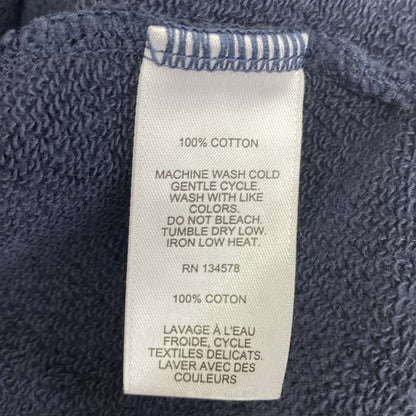 100% COTTON
MACHINE WASH COLD
GENTLE CYCLE.
WASH WITH LIKE
COLORS.
DO NOT BLEACH.
TUMBLE DRY LOW.
IRON LOW HEAT.
RN 134578
100% COTON
LAVAGE À L'EAU
FROIDE, CYCLE
TEXTILES DELICATS.
LAVER AVEC DES
COULEURS